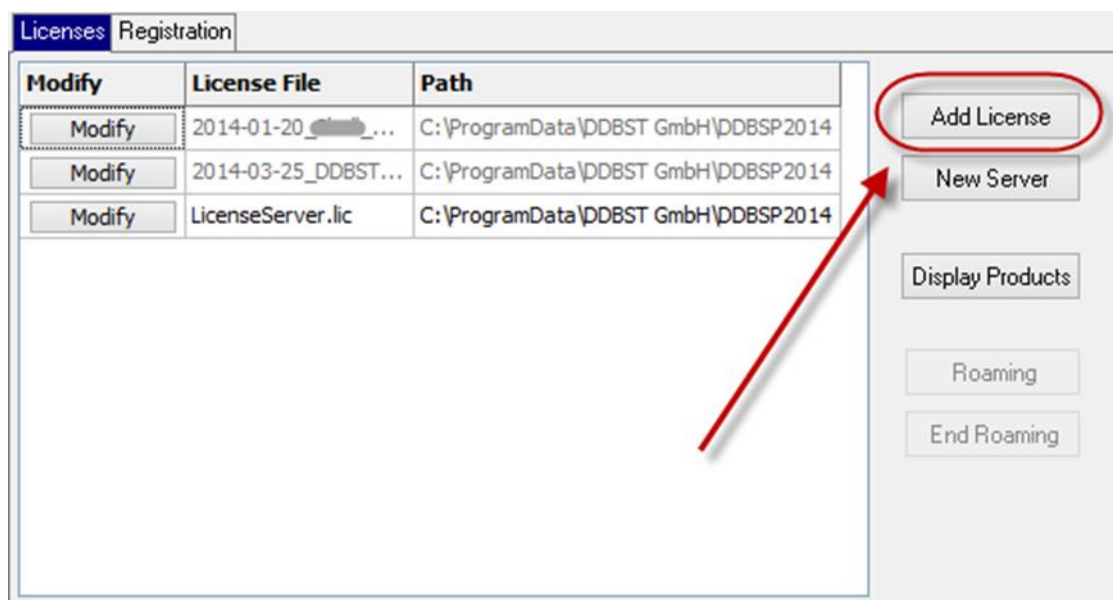 Licenses Registration
Modify License File Path
Modify 2014-01-20_ _... C:\ProgramData\DDBST GmbH\DDBSP2014
Modify 2014-03-25_DDBST... C:\ProgramData\DDBST GmbH\DDBSP2014
Modify LicenseServer.lic C:\ProgramData\DDBST GmbH\DDBSP2014
Add License
New Server
Display Products
Roaming
End Roaming